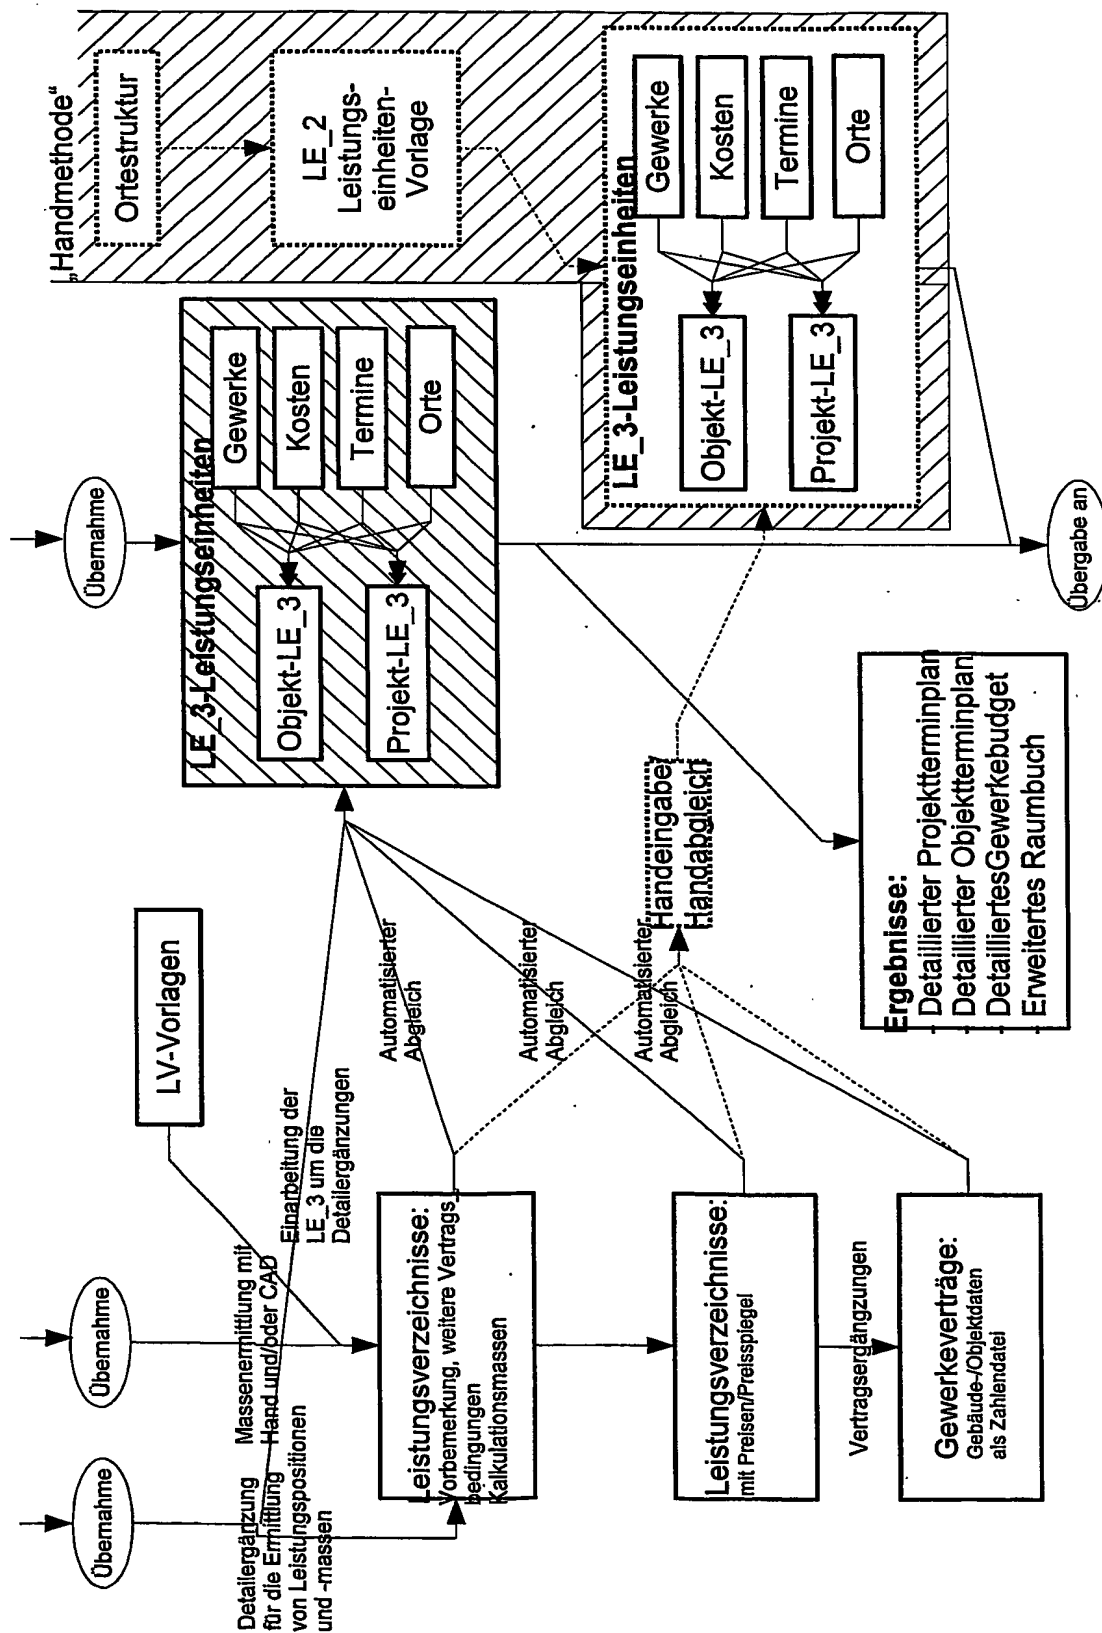 „Handmethode“
Ortestruktur
LE_2
Leistungs-
einheiten-
Vorlage
LE_3-Leistungseinheiten
Gewerke
Kosten
Termine
Orte
Objekt-LE_3
Projekt-LE_3
Übernahme
LE_3-Leistungseinheiten
Gewerke
Kosten
Termine
Orte
Objekt-LE_3
Projekt-LE_3
Übergabe an
LV-Vorlagen
Handeingabe/
Handabgleich
Ergebnisse:
- Detaillierter Projektterminplan
- Detaillierter Objektterminplan
- DetailliertesGewerkebudget
- Erweitertes Raumbuch
Automatisierter
Abgleich
Automatisierter
Abgleich
Automatisierter
Abgleich
Einarbeitung der
LE_3 um die
Detailergänzungen
Übernahme
Massenermittlung mit
Hand und/oder CAD
Übernahme
Detailergänzung
für die Ermittlung
von Leistungspositionen
und -massen
Leistungsverzeichnisse:
Vorbemerkung, weitere Vertrags_
bedingungen
Kalkulationsmassen
Leistungsverzeichnisse:
mit Preisen/Preisspiegel
Vertragsergängzungen
Gewerkeverträge:
Gebäude-/Objektdaten
als Zahlendatei